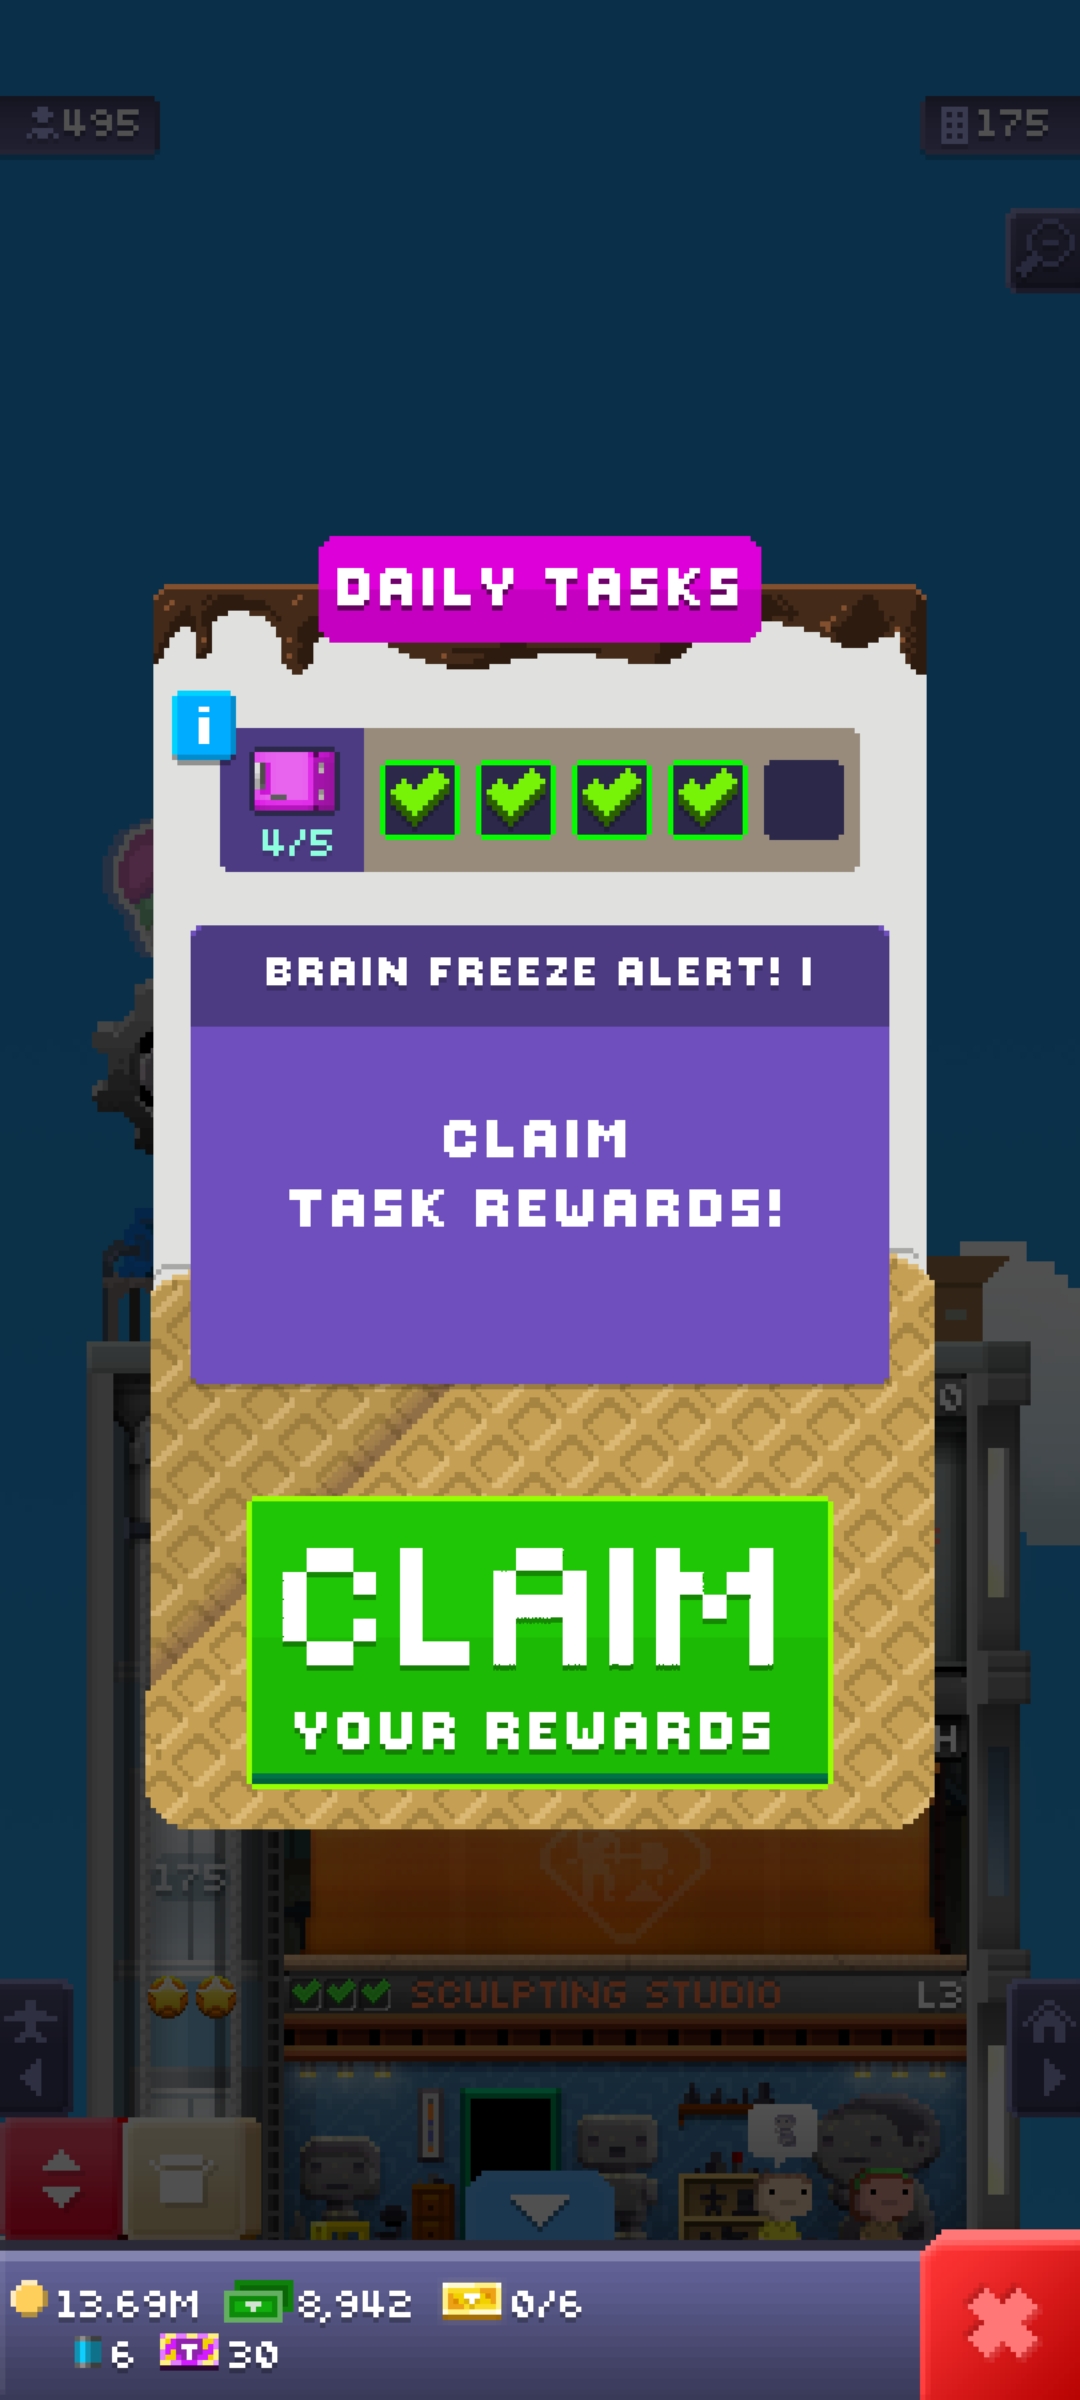 495
175
DAILY TASKS
i
4/5
BRAIN FREEZE ALERT! I
CLAIM
TASK REWARDS!
0
CLAIM
YOUR REWARDS
H
175
SCULPTING STUDIO
L3
13.69M 8,942 0/6
6 30